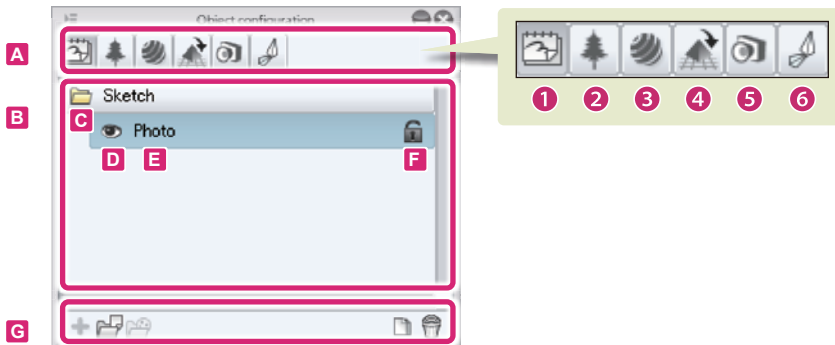 Object configuration
A
1 2 3 4 5 6
Sketch
B
C
Photo
D E F
G